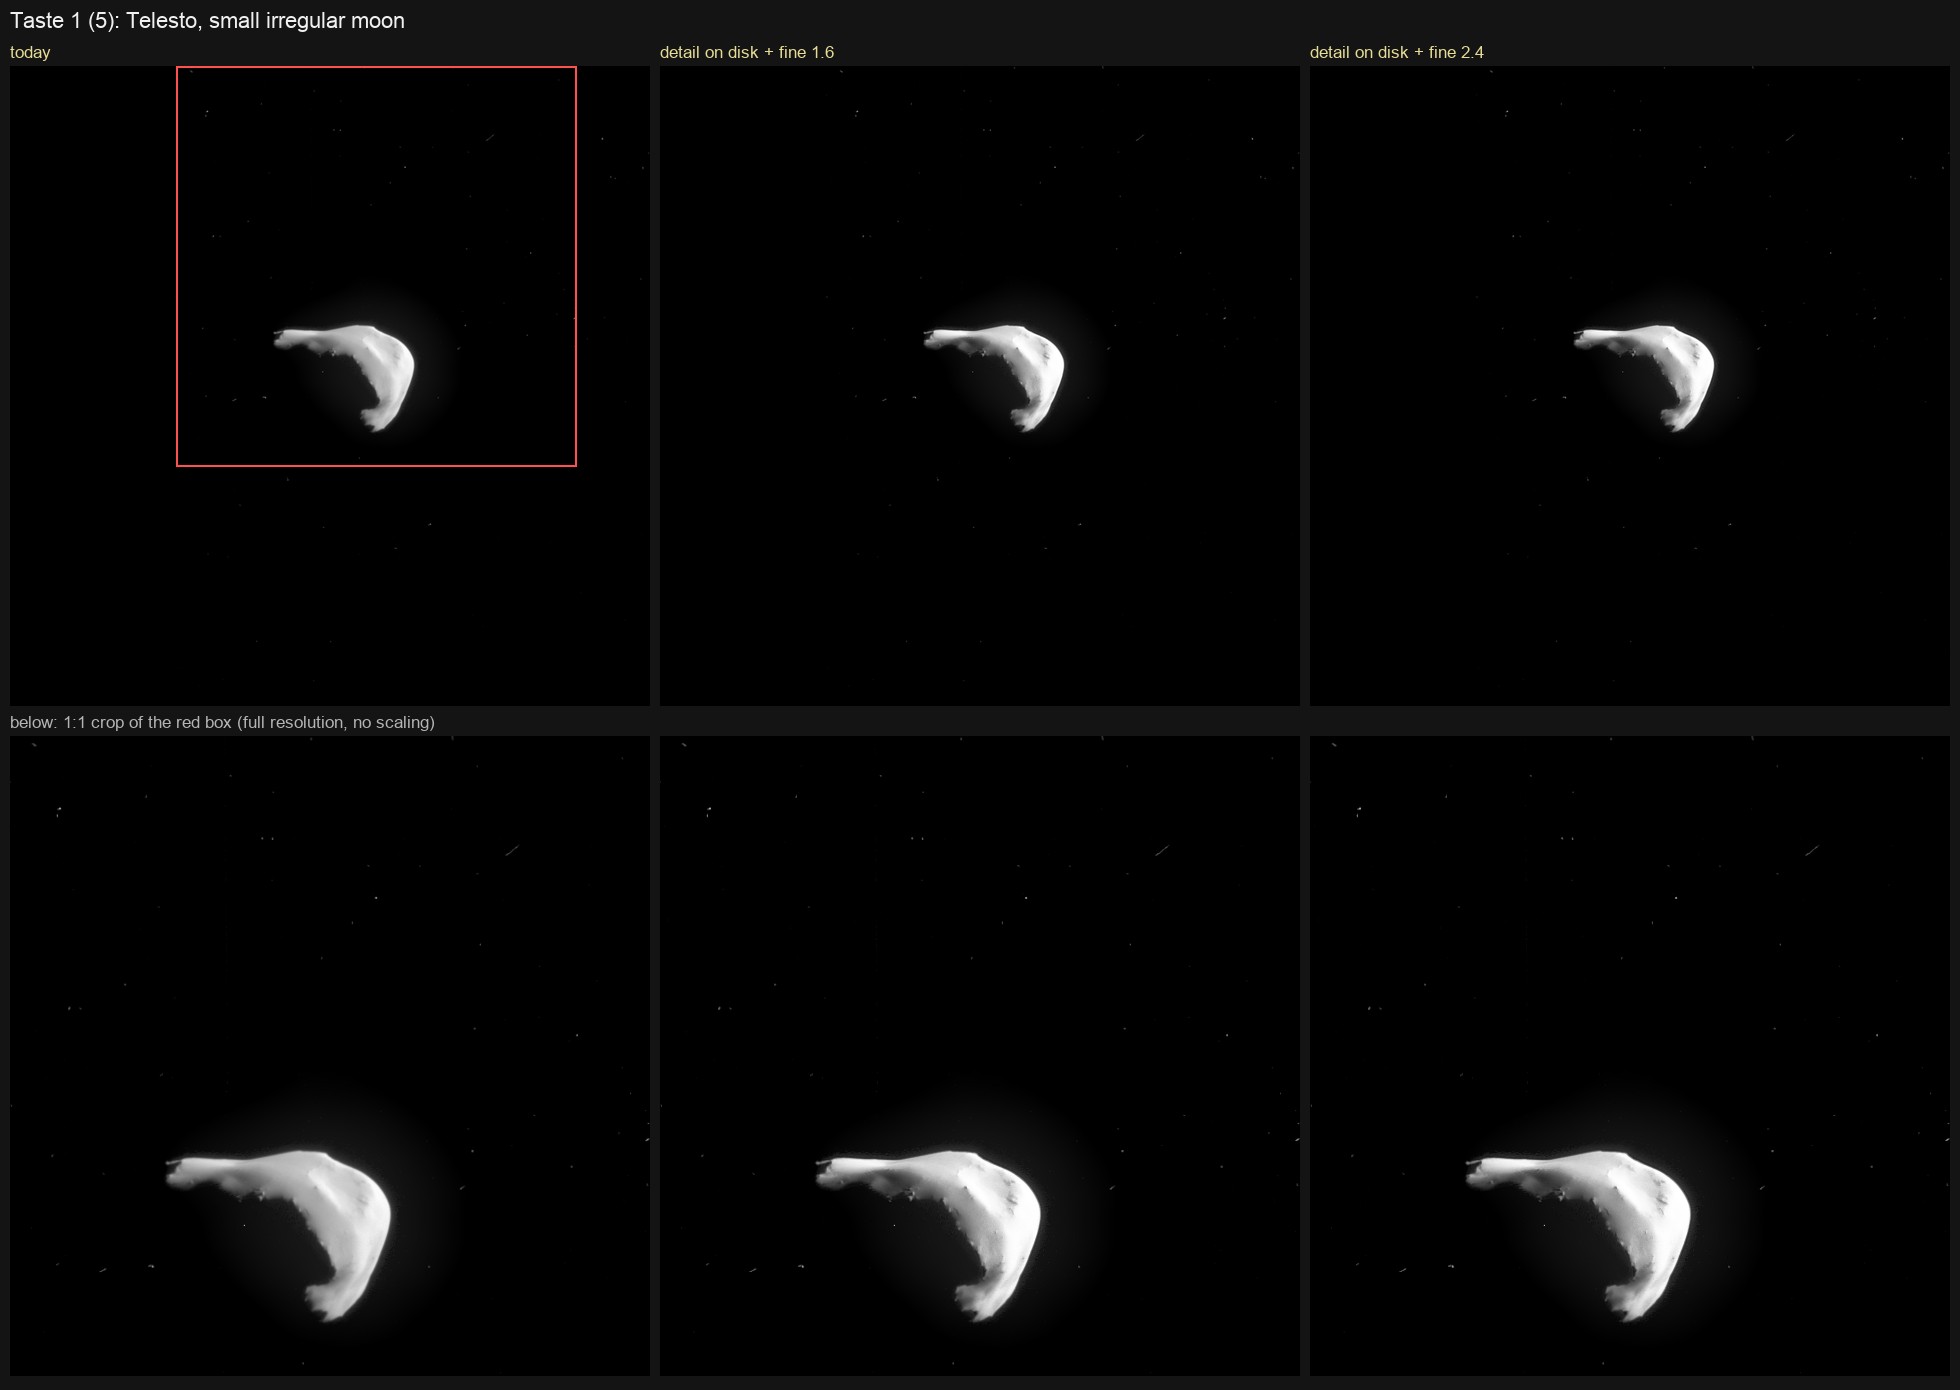 Taste 1 (5): Telesto, small irregular moon
today
detail on disk + fine 1.6
detail on disk + fine 2.4
below: 1:1 crop of the red box (full resolution, no scaling)